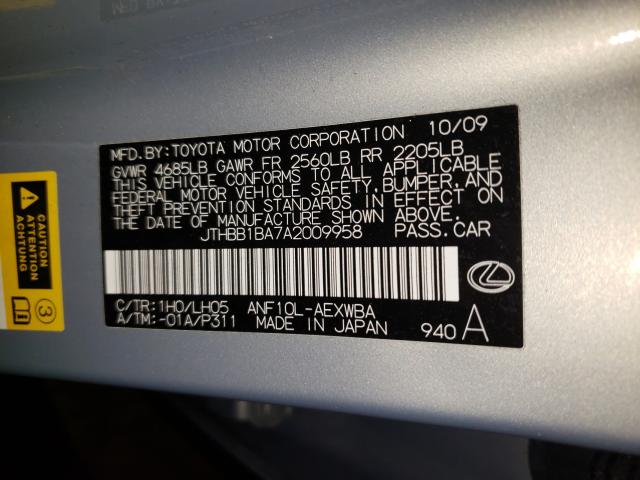 MFD.BY:TOYOTA MOTOR CORPORATION 10/09
GVWR 4685LB GAWR FR 2560LB RR 2205LB
THIS VEHICLE CONFORMS TO ALL APPLICABLE
FEDERAL MOTOR VEHICLE SAFETY,BUMPER,AND
THEFT PREVENTION STANDARDS IN EFFECT ON
THE DATE OF MANUFACTURE SHOWN ABOVE.
JTHBB1BA7A2009958 PASS.CAR
C/TR:1H0/LH05 ANF10L-AEXWBA
A/TM:-01A/P311 MADE IN JAPAN 940 A
CAUTION
ATTENTION
ACHTUNG
3